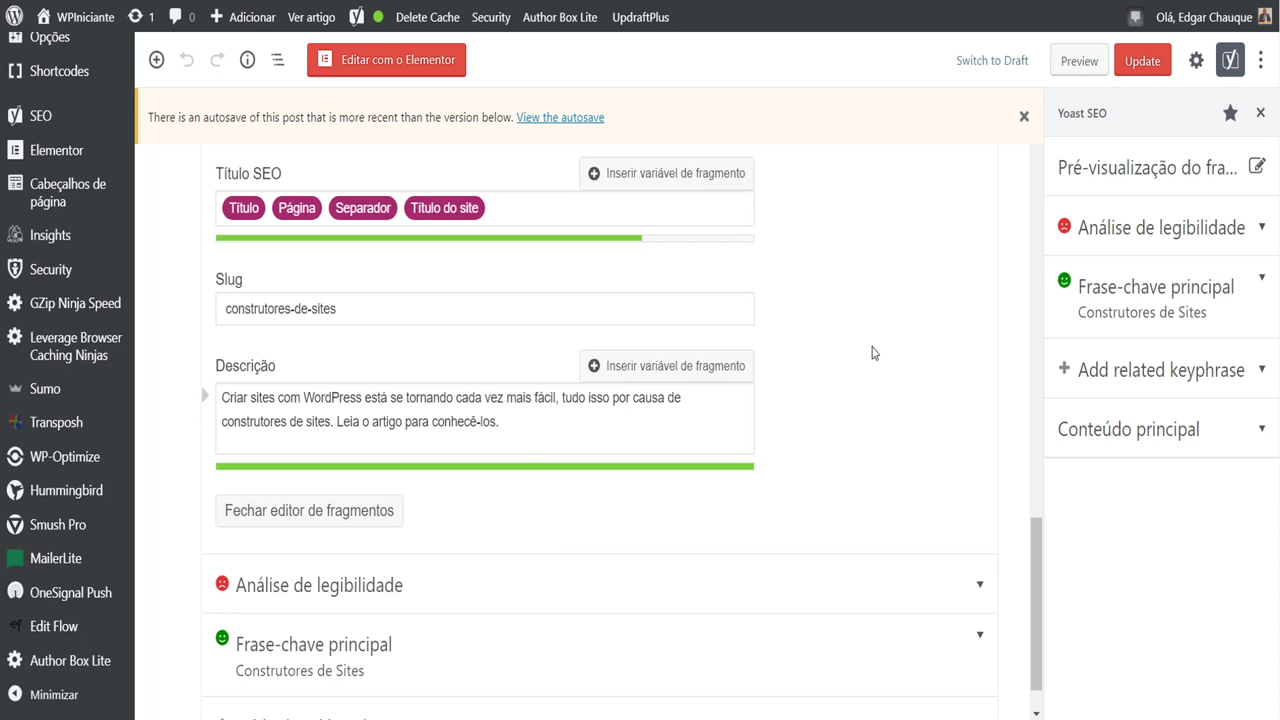 WPIniciante 1 0 Adicionar Ver artigo Delete Cache Security Author Box Lite UpdraftPlus Olá, Edgar Chauque
Opções
Shortcodes
SEO
Elementor
Cabeçalhos de
página
Insights
Security
GZip Ninja Speed
Leverage Browser
Caching Ninjas
Sumo
Transposh
WP-Optimize
Hummingbird
Smush Pro
MailerLite
OneSignal Push
Edit Flow
Author Box Lite
Minimizar
Editar com o Elementor Switch to Draft Preview Update
There is an autosave of this post that is more recent than the version below. View the autosave
Título SEO Inserir variável de fragmento
Título Página Separador Título do site
Slug
construtores-de-sites
Descrição Inserir variável de fragmento
Criar sites com WordPress está se tornando cada vez mais fácil, tudo isso por causa de
construtores de sites. Leia o artigo para conhecê-los.
Fechar editor de fragmentos
Análise de legibilidade
Frase-chave principal
Construtores de Sites
Yoast SEO
Pré-visualização do fra...
Análise de legibilidade
Frase-chave principal
Construtores de Sites
Add related keyphrase
Conteúdo principal